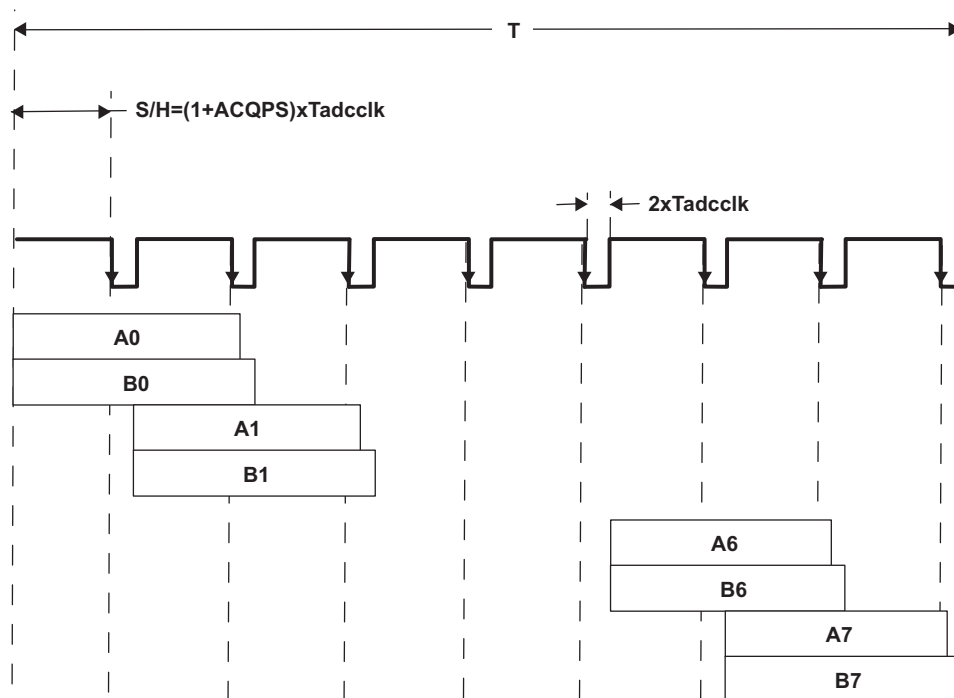 T
S/H=(1+ACQPS)xTadcclk
2xTadcclk
A0
B0
A1
B1
A6
B6
A7
B7